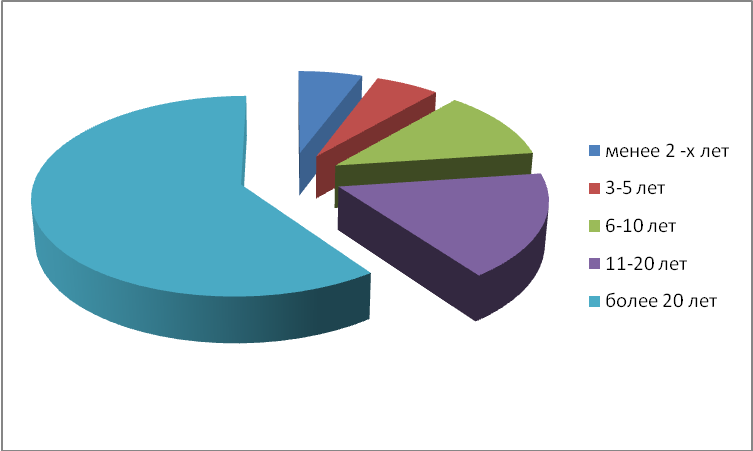 менее 2 -х лет
3-5 лет
6-10 лет
11-20 лет
более 20 лет